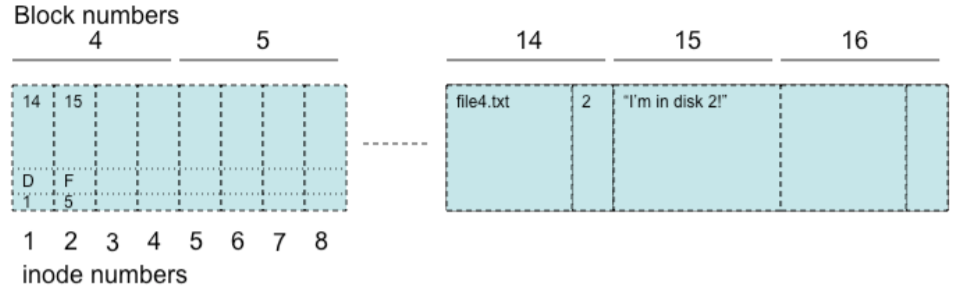 Block numbers
4 5 14 15 16
14 15 file4.txt 2 “I’m in disk 2!”
D F
1 5
1 2 3 4 5 6 7 8
inode numbers